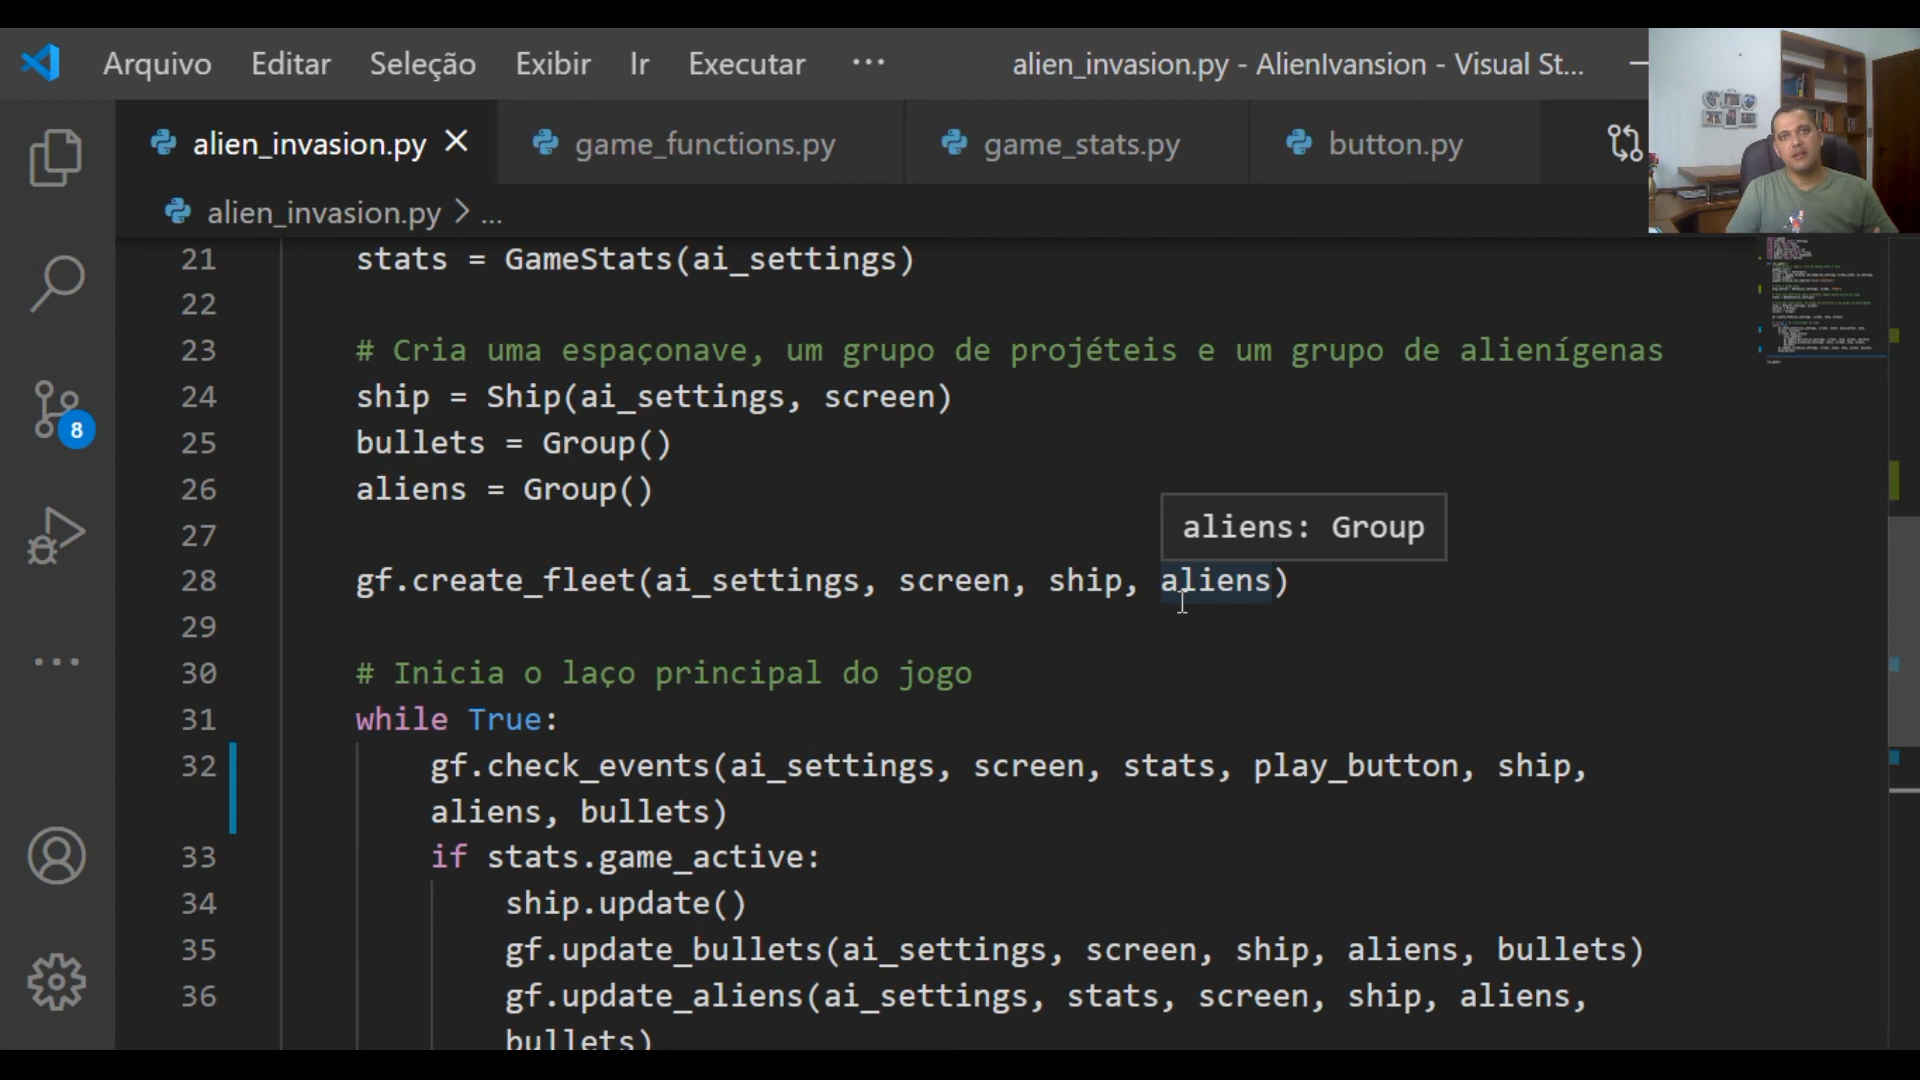 Arquivo Editar Seleção Exibir Ir Executar ··· alien_invasion.py - AlienIvansion - Visual St...
alien_invasion.py game_functions.py game_stats.py button.py
alien_invasion.py > ...
21 stats = GameStats(ai_settings)
22
23 # Cria uma espaçonave, um grupo de projéteis e um grupo de alienígenas
24 ship = Ship(ai_settings, screen)
25 bullets = Group()
26 aliens = Group()
aliens: Group
27
28 gf.create_fleet(ai_settings, screen, ship, aliens)
29
30 # Inicia o laço principal do jogo
31 while True:
32 gf.check_events(ai_settings, screen, stats, play_button, ship,
aliens, bullets)
33 if stats.game_active:
34 ship.update()
35 gf.update_bullets(ai_settings, screen, ship, aliens, bullets)
36 gf.update_aliens(ai_settings, stats, screen, ship, aliens,
bullets)
8